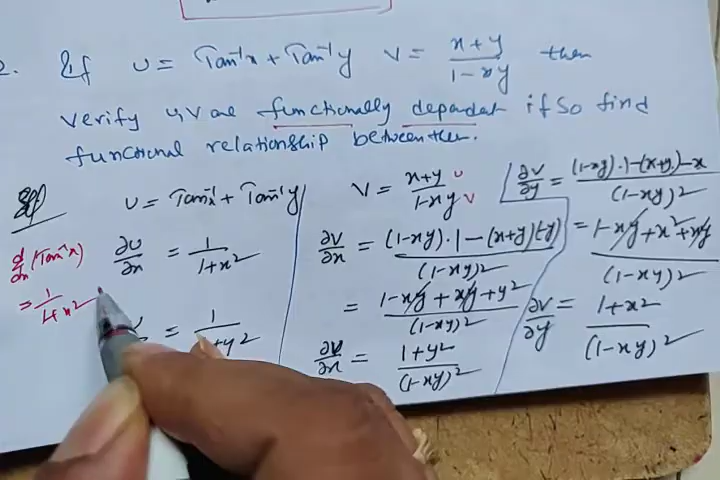 2. If U = Tan⁻¹x + Tan⁻¹y V = x+y / 1-xy then
verify u,v are functionally dependent if so find
functional relationship between then.
Sol U = Tan⁻¹x + Tan⁻¹y
d/dx (Tan⁻¹x)
= 1 / 1+x²
∂U/∂x = 1 / 1+x²
= 1 / +y²
V = x+y / 1-xy U V
∂V/∂x = (1-xy).1 - (x+y)(-y) / (1-xy)²
= 1-xy + xy + y² / (1-xy)²
∂V/∂x = 1+y² / (1-xy)²
∂V/∂y = (1-xy).1 - (x+y) - x / (1-xy)²
= 1-xy + x² + xy / (1-xy)²
∂V/∂y = 1+x² / (1-xy)²